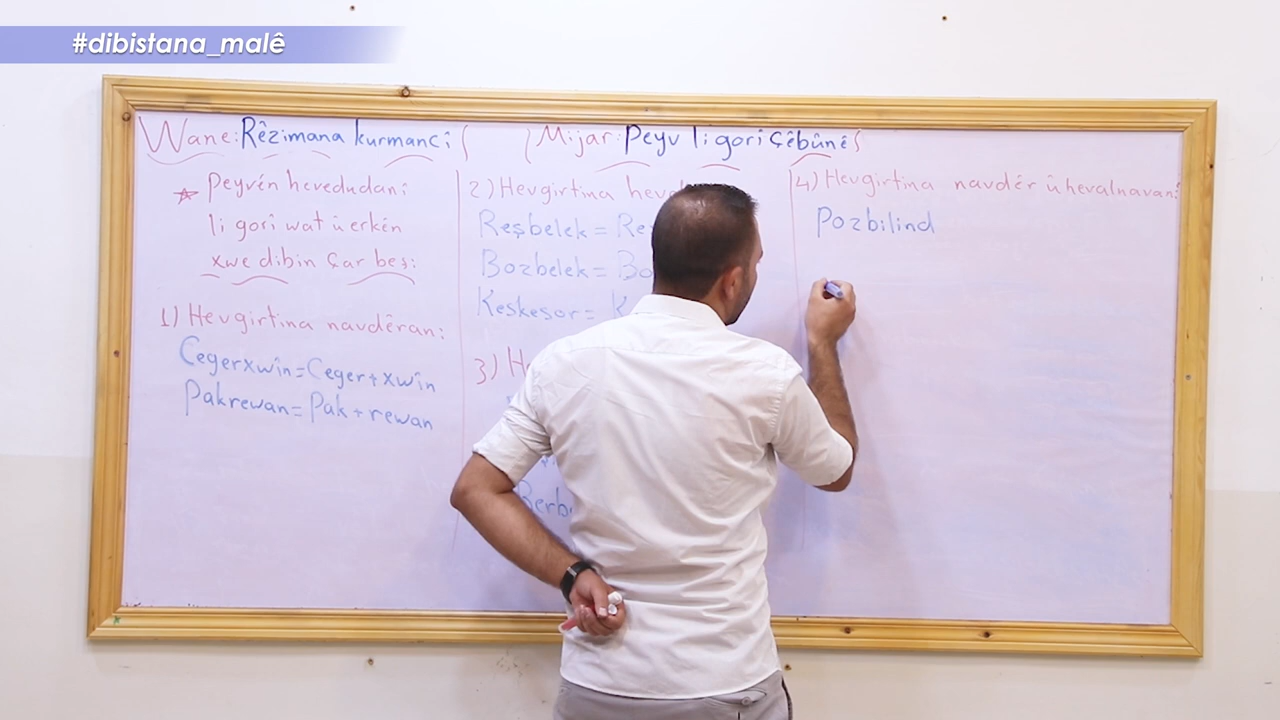 #dibistana_malê
Wane: Rêzimana kurmancî
Mijar: Peyv li gorî çêbûnê
Peyvên hevedudanî
li gorî wat û erkên
xwe dibin çar beş:
1) Hevgirtina navdêran:
Cegerxwîn=Ceger+xwîn
Pakrewan=Pak+rewan
2) Hevgirtina
Reşbelek =
Bozbelek =
Keskesor =
3)
4) Hevgirtina navdêr û hevalnavan:
Pozbilind